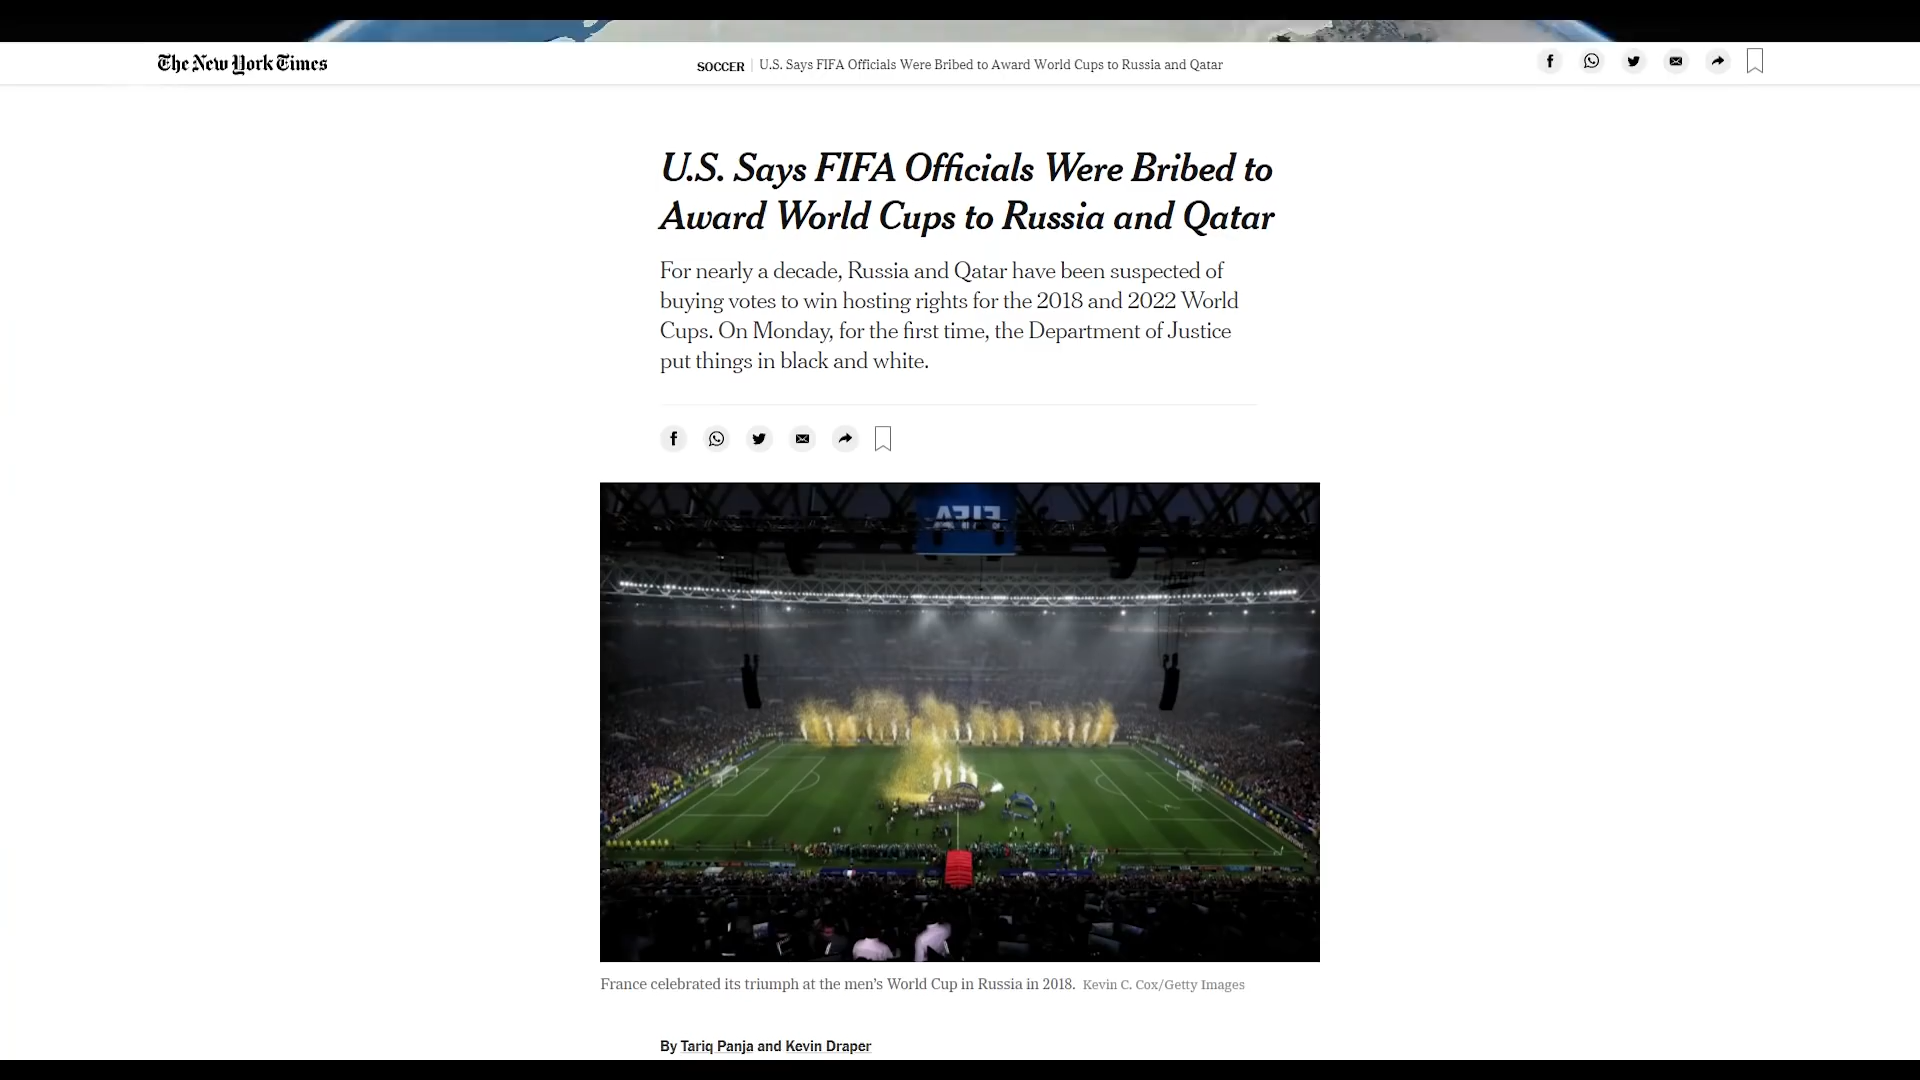 The New York Times
SOCCER | U.S. Says FIFA Officials Were Bribed to Award World Cups to Russia and Qatar
U.S. Says FIFA Officials Were Bribed to
Award World Cups to Russia and Qatar
For nearly a decade, Russia and Qatar have been suspected of
buying votes to win hosting rights for the 2018 and 2022 World
Cups. On Monday, for the first time, the Department of Justice
put things in black and white.
FIFA
France celebrated its triumph at the men’s World Cup in Russia in 2018. Kevin C. Cox/Getty Images
By Tariq Panja and Kevin Draper